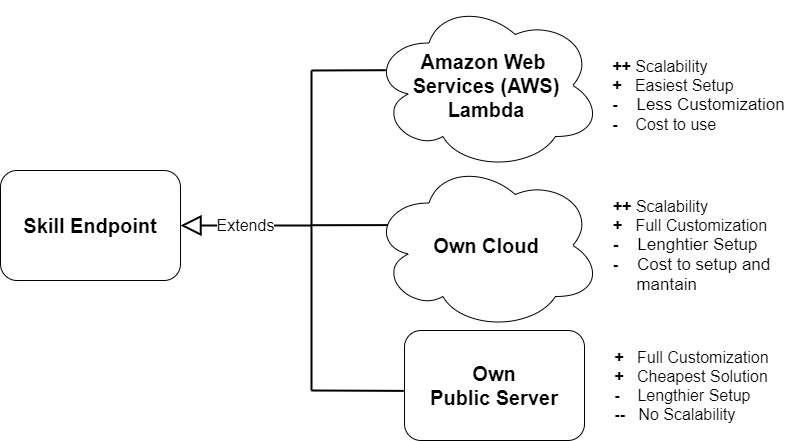 Amazon Web
Services (AWS)
Lambda
++ Scalability
+ Easiest Setup
- Less Customization
- Cost to use
Skill Endpoint
Extends
Own Cloud
++ Scalability
+ Full Customization
- Lenghtier Setup
- Cost to setup and
mantain
Own
Public Server
+ Full Customization
+ Cheapest Solution
- Lengthier Setup
-- No Scalability